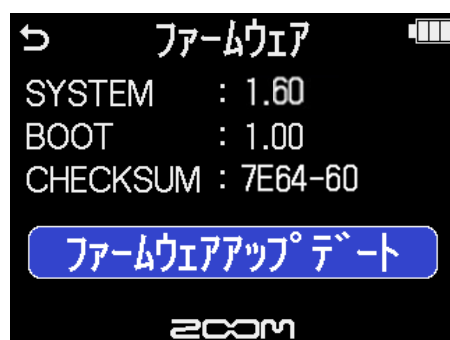 ファームウェア
SYSTEM : 1.60
BOOT : 1.00
CHECKSUM : 7E64-60
ファームウェアアップデート
ZOOM